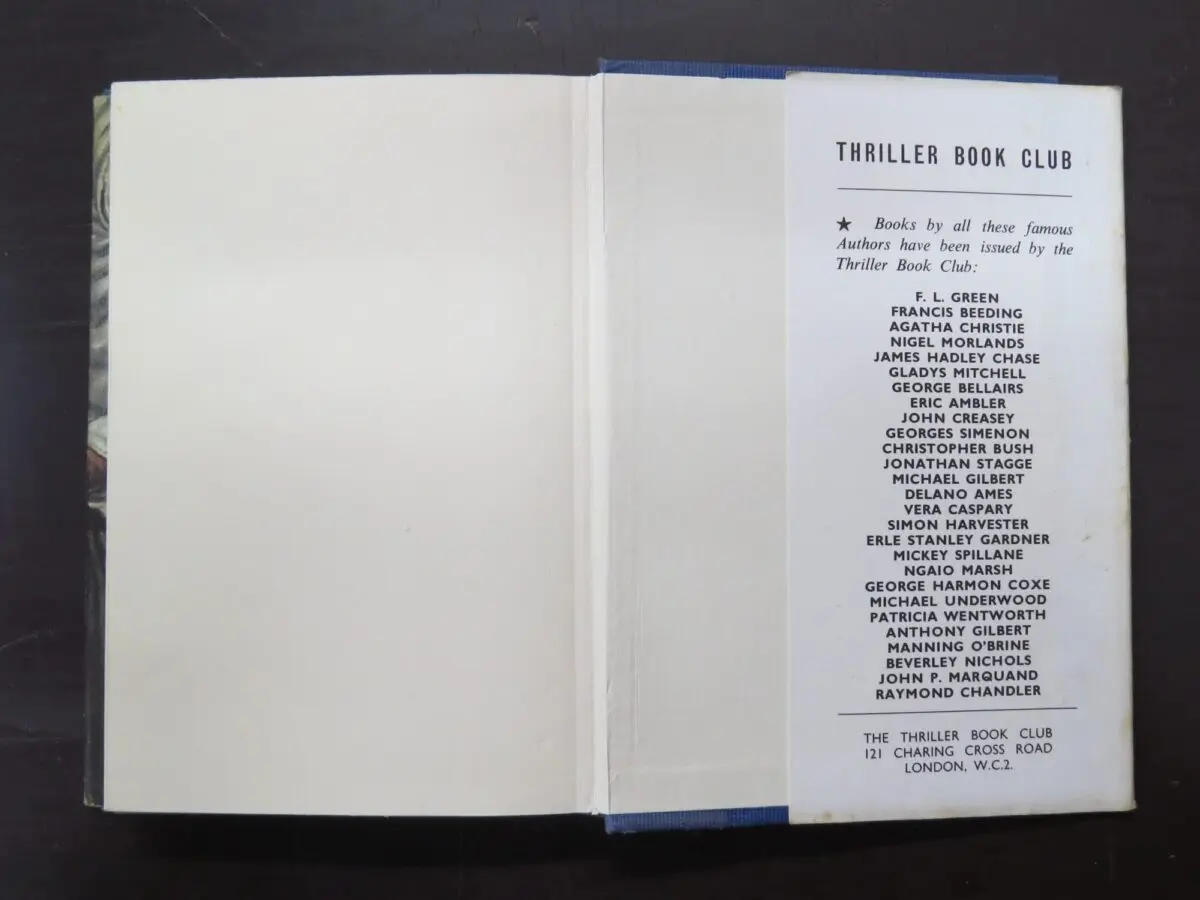 THRILLER BOOK CLUB
★ Books by all these famous
Authors have been issued by the
Thriller Book Club:
F. L. GREEN
FRANCIS BEEDING
AGATHA CHRISTIE
NIGEL MORLANDS
JAMES HADLEY CHASE
GLADYS MITCHELL
GEORGE BELLAIRS
ERIC AMBLER
JOHN CREASEY
GEORGES SIMENON
CHRISTOPHER BUSH
JONATHAN STAGGE
MICHAEL GILBERT
DELANO AMES
VERA CASPARY
SIMON HARVESTER
ERLE STANLEY GARDNER
MICKEY SPILLANE
NGAIO MARSH
GEORGE HARMON COXE
MICHAEL UNDERWOOD
PATRICIA WENTWORTH
ANTHONY GILBERT
MANNING O'BRINE
BEVERLEY NICHOLS
JOHN P. MARQUAND
RAYMOND CHANDLER
THE THRILLER BOOK CLUB
121 CHARING CROSS ROAD
LONDON, W.C.2.